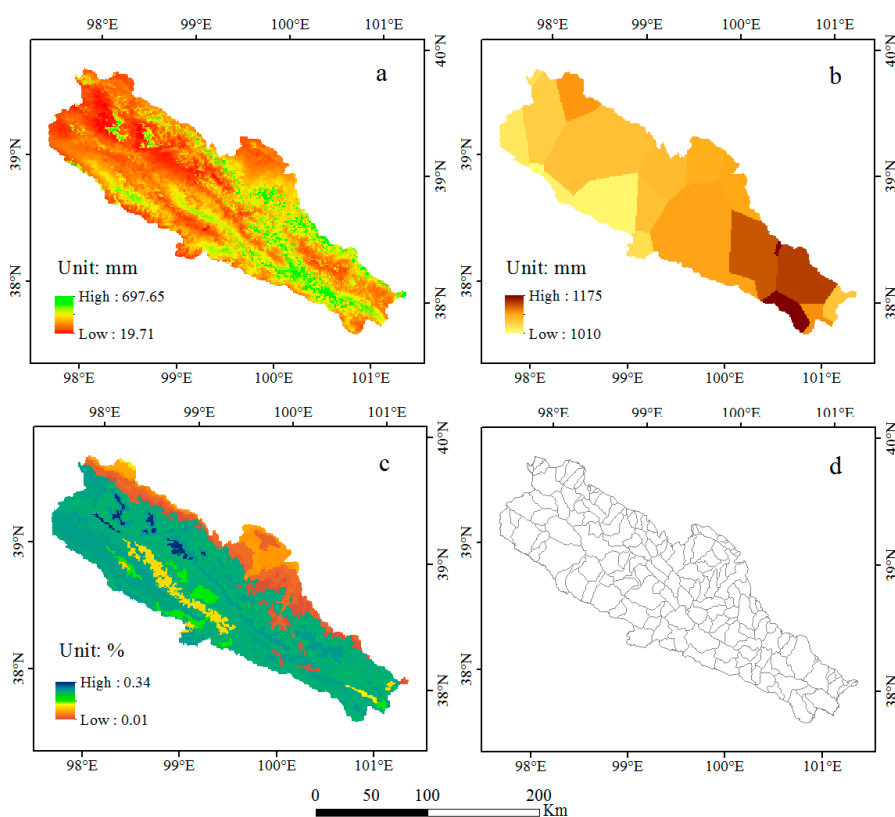 98°E 99°E 100°E 101°E
98°E 99°E 100°E 101°E
a
b
40°N
40°N
39°N
39°N
39°N
39°N
38°N
38°N
38°N
38°N
Unit: mm
High : 697.65
Low : 19.71
Unit: mm
High : 1175
Low : 1010
98°E 99°E 100°E 101°E
98°E 99°E 100°E 101°E
98°E 99°E 100°E 101°E
98°E 99°E 100°E 101°E
c
d
40°N
40°N
39°N
39°N
39°N
39°N
38°N
38°N
38°N
38°N
Unit: %
High : 0.34
Low : 0.01
98°E 99°E 100°E 101°E
98°E 99°E 100°E 101°E
0 50 100 200
Km